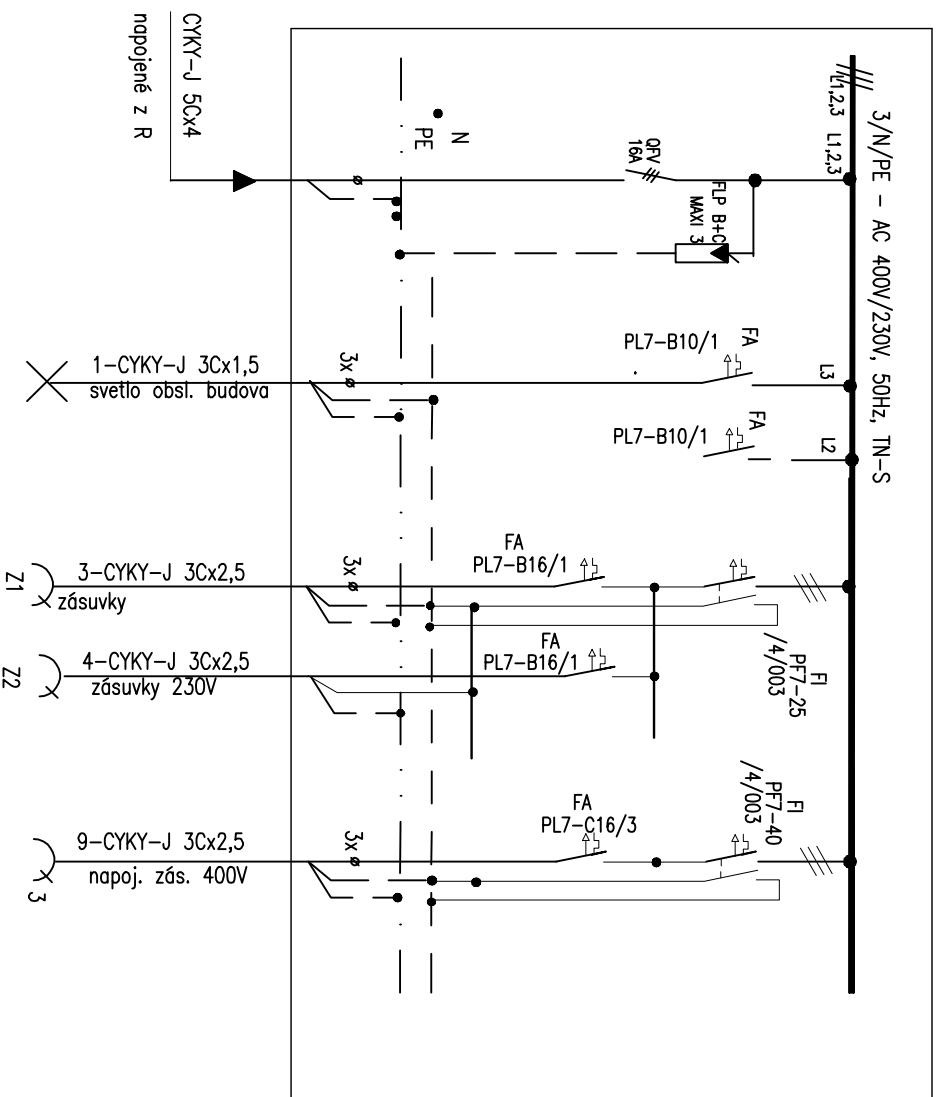 CYKY-J 5Cx4
napojené z R
3/N/PE - AC 400V/230V, 50Hz, TN-S
L1,2,3
L1,2,3
N
PE
QFV
16A
FLP B+C
MAXI 3
1-CYKY-J 3Cx1,5
svetlo obsl. budova
3x ø
PL7-B10/1
FA
L3
PL7-B10/1
FA
L2
Z1
3-CYKY-J 3Cx2,5
zásuvky
3x ø
FA
PL7-B16/1
FI
PF7-25
/4/003
Z2
4-CYKY-J 3Cx2,5
zásuvky 230V
FA
PL7-B16/1
FI
PF7-40
/4/003
3
9-CYKY-J 3Cx2,5
napoj. zás. 400V
3x ø
FA
PL7-C16/3